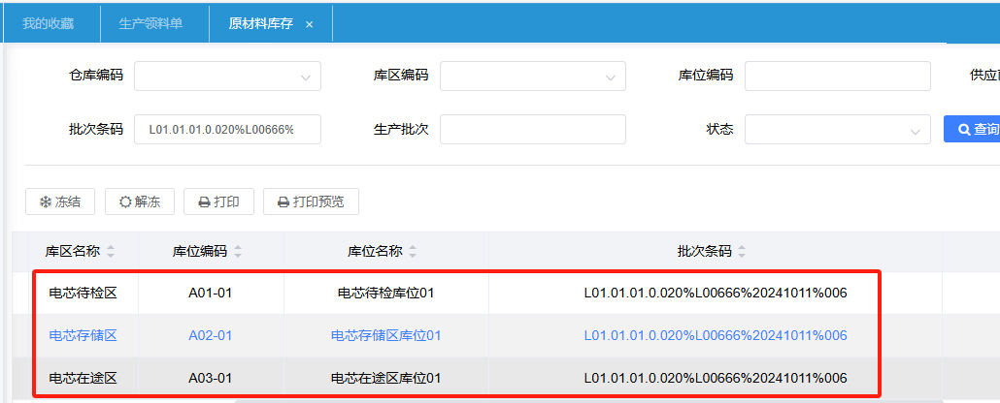 我的收藏 生产领料单 原材料库存 ×
仓库编码 库区编码 库位编码 供应商
批次条码 L01.01.01.0.020%L00666% 生产批次 状态 查询
冻结 解冻 打印 打印预览
库区名称 库位编码 库位名称 批次条码
电芯待检区 A01-01 电芯待检库位01 L01.01.01.0.020%L00666%20241011%006
电芯存储区 A02-01 电芯存储区库位01 L01.01.01.0.020%L00666%20241011%006
电芯在途区 A03-01 电芯在途区库位01 L01.01.01.0.020%L00666%20241011%006